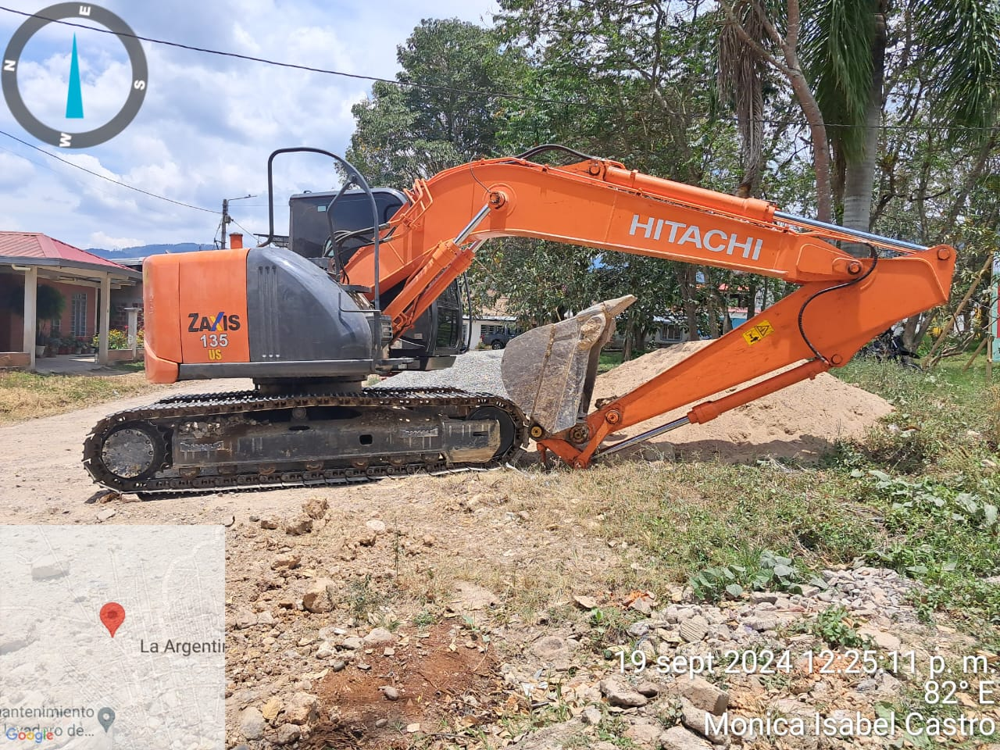 E
N
S
W
HITACHI
ZAXIS
135
US
La Argentin
antenimiento
de...
Google
19 sept 2024 12:25:11 p. m.
82° E
Monica Isabel Castro